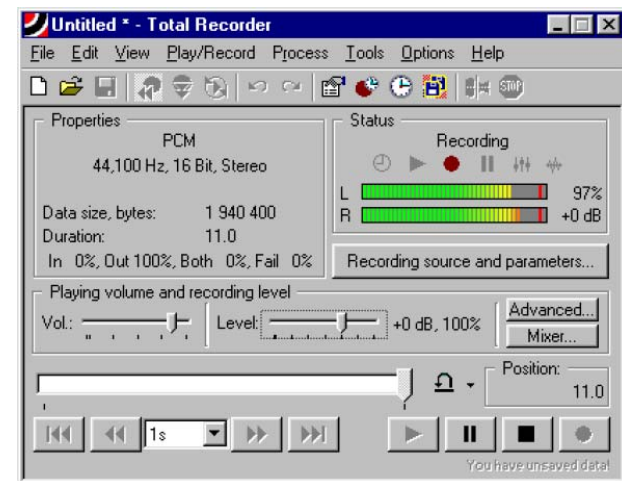 Untitled * - Total Recorder
File Edit View Play/Record Process Tools Options Help
STOP
Properties
PCM
44,100 Hz, 16 Bit, Stereo
Data size, bytes: 1 940 400
Duration: 11.0
In 0%, Out 100%, Both 0%, Fail 0%
Status
Recording
L 97%
R +0 dB
Recording source and parameters...
Playing volume and recording level
Vol.: Level: +0 dB, 100%
Advanced...
Mixer...
Position:
11.0
1s
You have unsaved data!